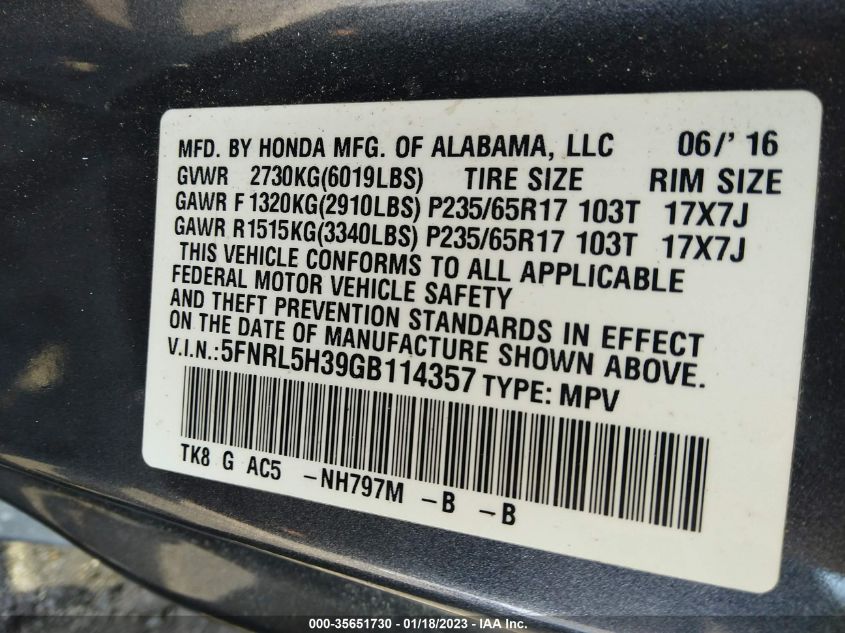 MFD. BY HONDA MFG. OF ALABAMA, LLC 06/' 16
GVWR 2730KG(6019LBS) TIRE SIZE RIM SIZE
GAWR F 1320KG(2910LBS) P235/65R17 103T 17X7J
GAWR R1515KG(3340LBS) P235/65R17 103T 17X7J
THIS VEHICLE CONFORMS TO ALL APPLICABLE
FEDERAL MOTOR VEHICLE SAFETY
AND THEFT PREVENTION STANDARDS IN EFFECT
ON THE DATE OF MANUFACTURE SHOWN ABOVE.
V.I.N.:5FNRL5H39GB114357 TYPE: MPV
TK8 G AC5 -NH797M -B -B
000-35651730 - 01/18/2023 - IAA Inc.